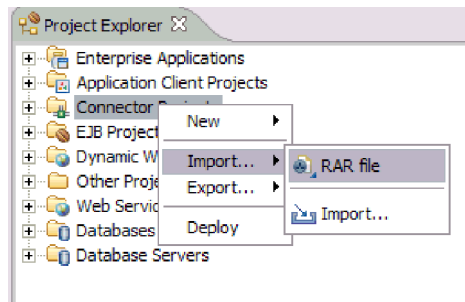 Project Explorer
Enterprise Applications
Application Client Projects
Connector
EJB Project
Dynamic W
Other Proje
Web Servic
Databases
Database Servers
New
Import...
Export...
Deploy
RAR file
Import...